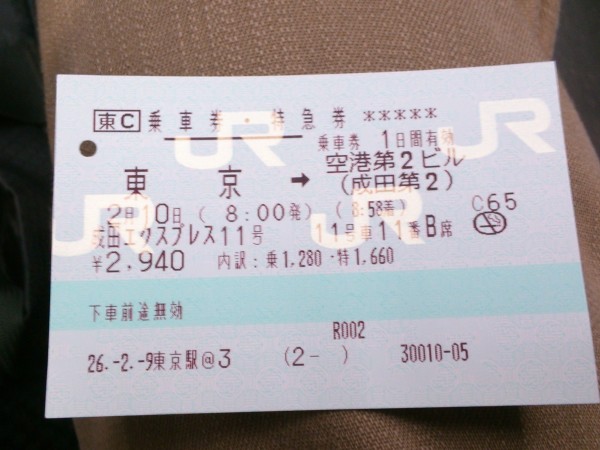 東C 乗車券・特急券 *****
乗車券 1日間有効
東京 → 空港第2ビル
(成田第2)
2月10日 ( 8:00発) (8:58着) C65
成田エクスプレス11号 11号車11番B席
¥2,940 内訳:乗1,280・特1,660
下車前途無効
R002
26.-2.-9東京駅@3 (2- ) 30010-05
JR
JR
JR
JR